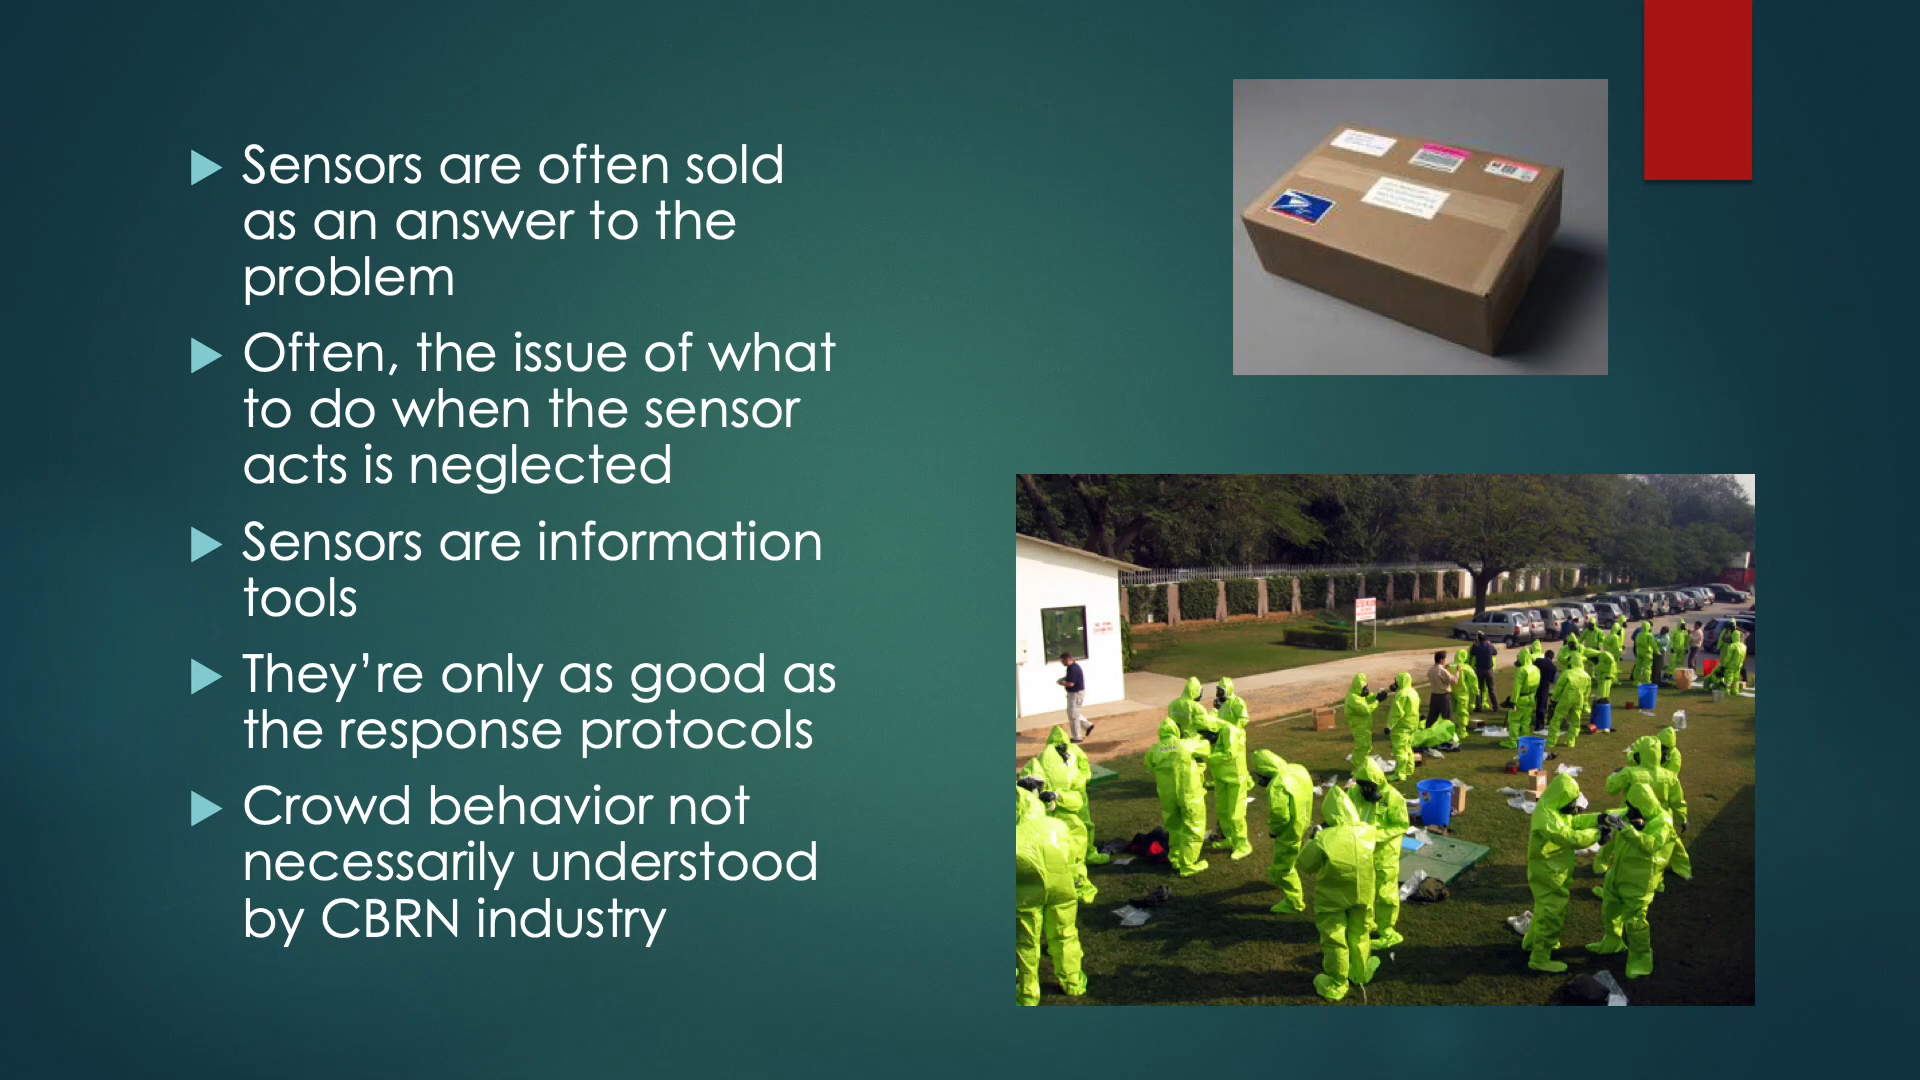 Sensors are often sold
as an answer to the
problem
Often, the issue of what
to do when the sensor
acts is neglected
Sensors are information
tools
They’re only as good as
the response protocols
Crowd behavior not
necessarily understood
by CBRN industry